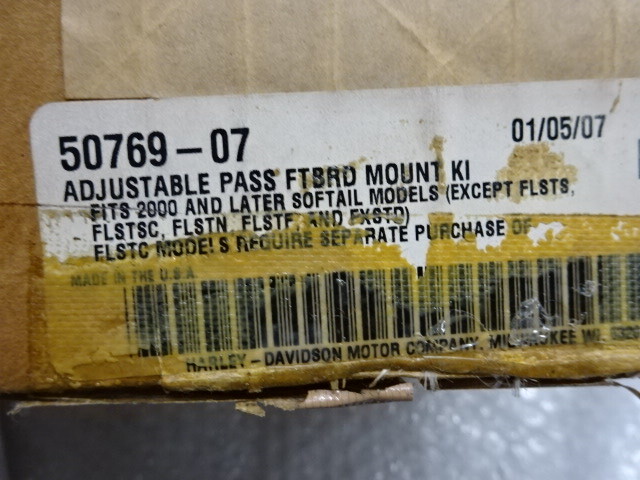 50769-07
01/05/07
ADJUSTABLE PASS FTBRD MOUNT KI
FITS 2000 AND LATER SOFTAIL MODELS (EXCEPT FLSTS,
FLSTSC, FLSTN, FLSTF, AND FXSTD)
FLSTC MODELS REQUIRE SEPARATE PURCHASE OF
MADE IN THE U.S.A
HARLEY-DAVIDSON MOTOR COMPANY, MILWAUKEE WI